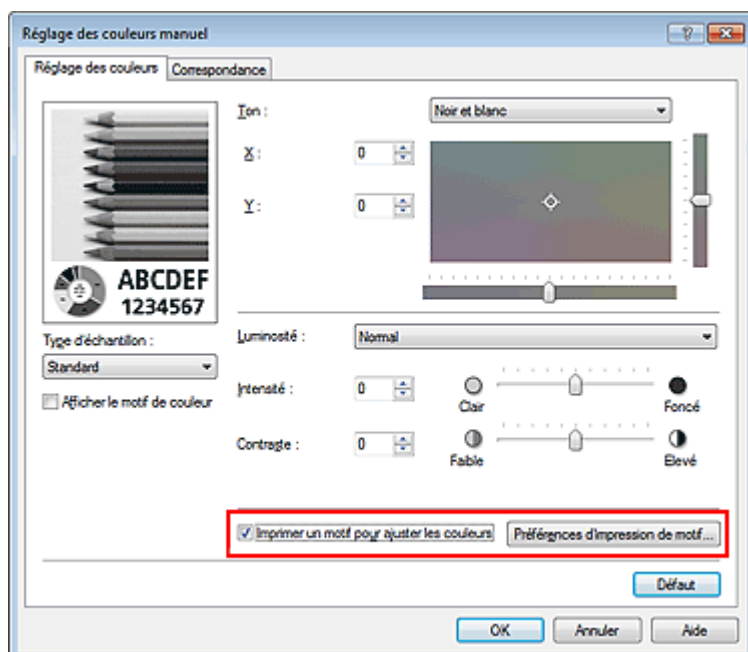 Réglage des couleurs manuel
Réglage des couleurs
Correspondance
Ton :
Noir et blanc
X :
0
Y :
0
ABCDEF
1234567
Type d'échantillon :
Standard
Afficher le motif de couleur
Luminosité :
Normal
Intensité :
0
Clair
Foncé
Contraste :
0
Faible
Elevé
Imprimer un motif pour ajuster les couleurs
Préférences d'impression de motif...
Défaut
OK
Annuler
Aide